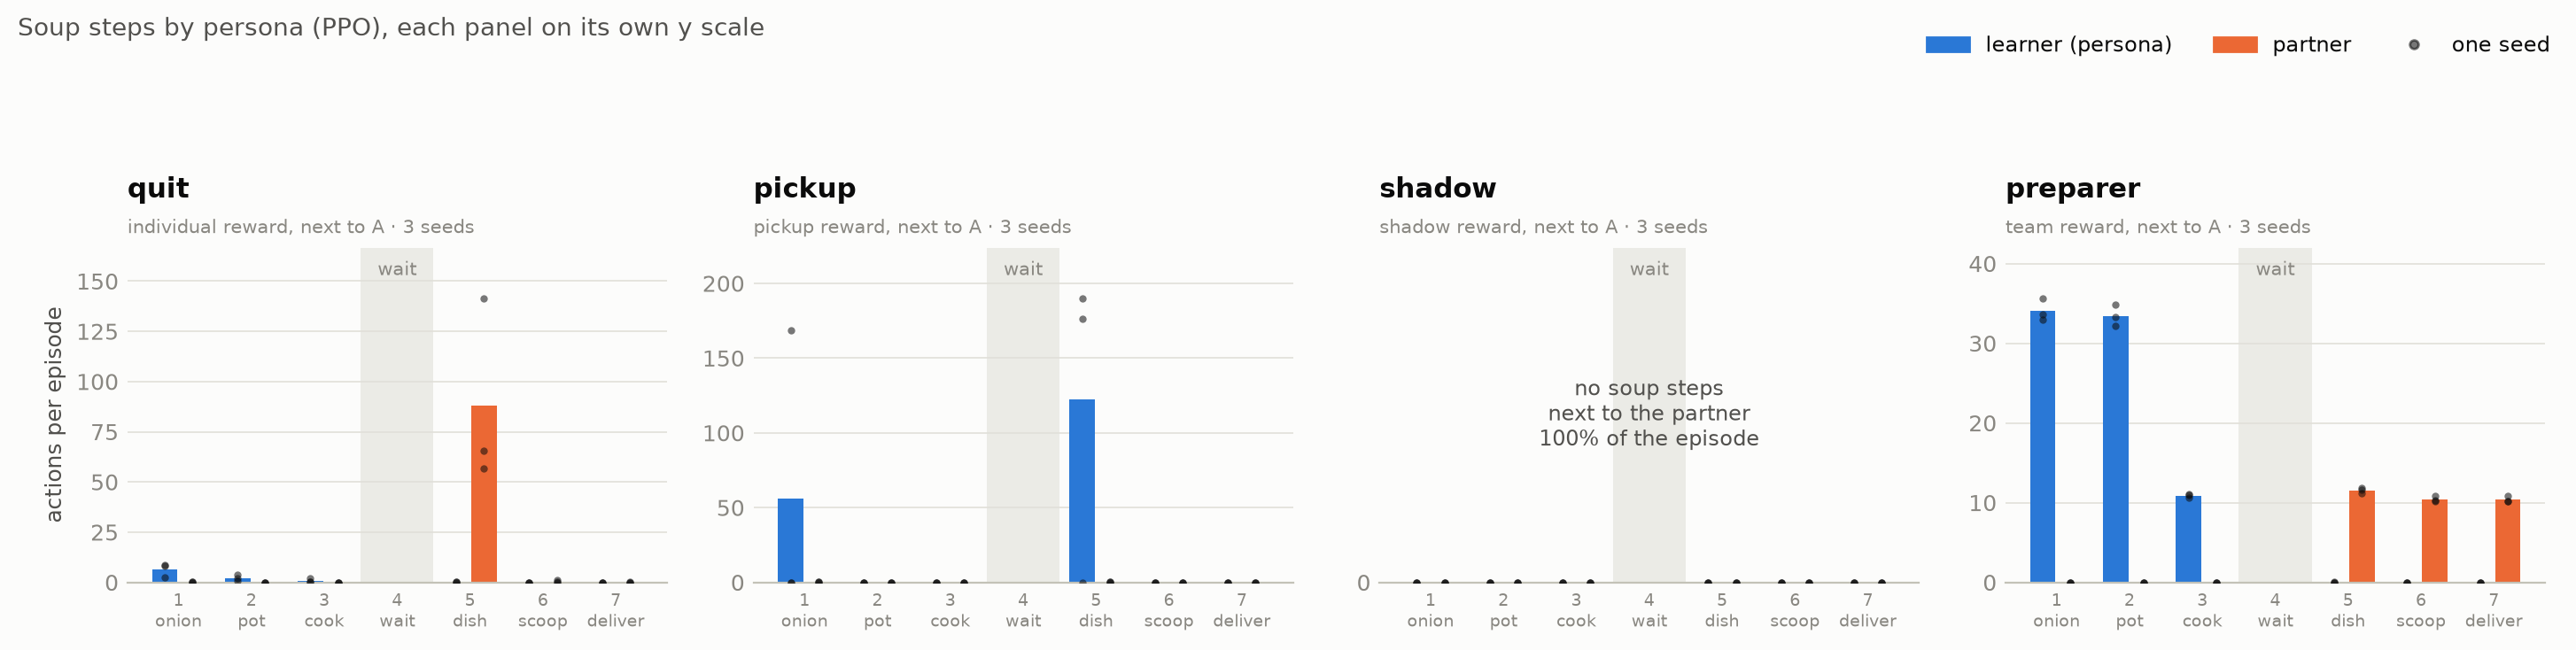 Soup steps by persona (PPO), each panel on its own y scale
learner (persona) partner one seed
quit
individual reward, next to A · 3 seeds
actions per episode
150
125
100
75
50
25
0
wait
1 2 3 4 5 6 7
onion pot cook wait dish scoop deliver
pickup
pickup reward, next to A · 3 seeds
200
150
100
50
0
wait
1 2 3 4 5 6 7
onion pot cook wait dish scoop deliver
shadow
shadow reward, next to A · 3 seeds
wait
no soup steps
next to the partner
100% of the episode
0
1 2 3 4 5 6 7
onion pot cook wait dish scoop deliver
preparer
team reward, next to A · 3 seeds
40
30
20
10
0
wait
1 2 3 4 5 6 7
onion pot cook wait dish scoop deliver